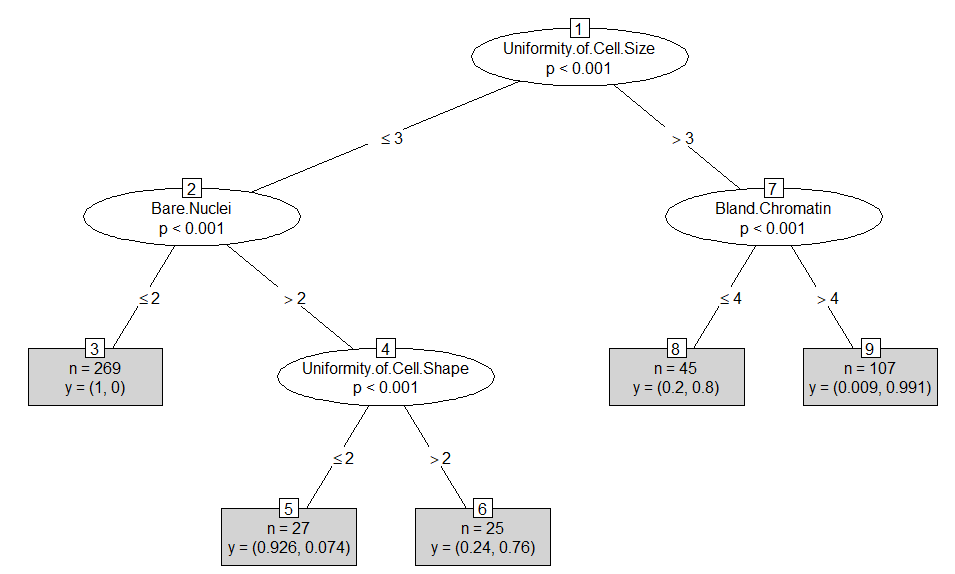 1
Uniformity.of.Cell.Size
p < 0.001
≤ 3
> 3
2
Bare.Nuclei
p < 0.001
7
Bland.Chromatin
p < 0.001
≤ 2
> 2
≤ 4
> 4
3
n = 269
y = (1, 0)
4
Uniformity.of.Cell.Shape
p < 0.001
8
n = 45
y = (0.2, 0.8)
9
n = 107
y = (0.009, 0.991)
≤ 2
> 2
5
n = 27
y = (0.926, 0.074)
6
n = 25
y = (0.24, 0.76)